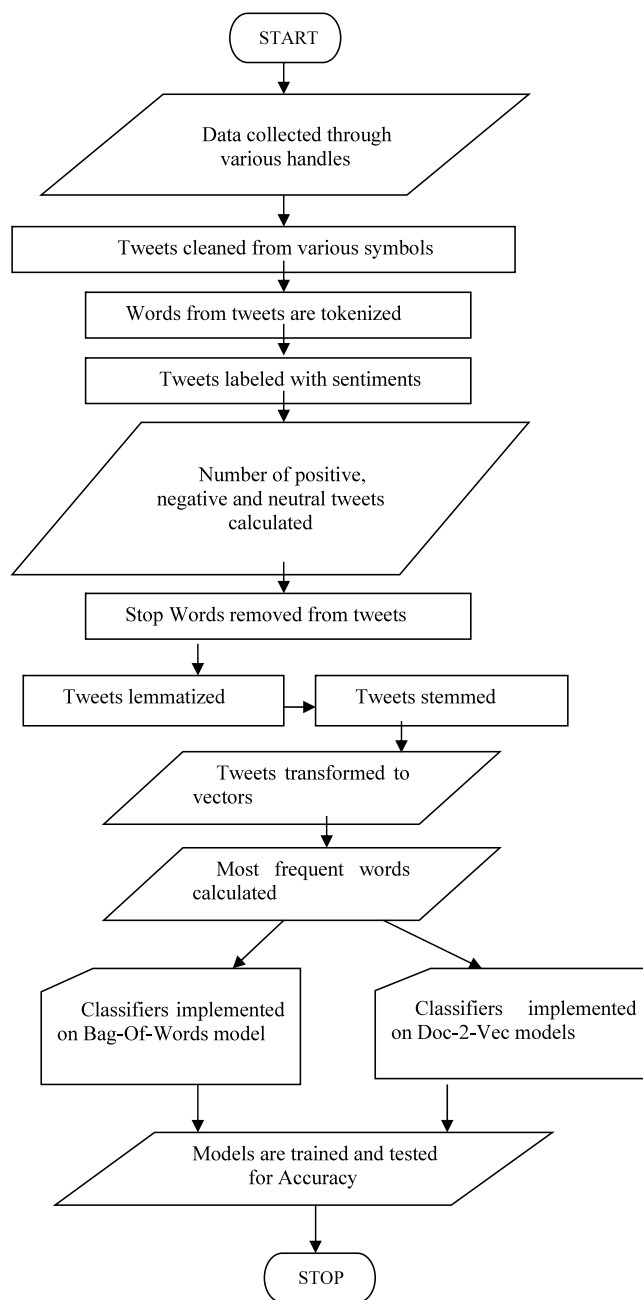 START
Data collected through
various handles
Tweets cleaned from various symbols
Words from tweets are tokenized
Tweets labeled with sentiments
Number of positive,
negative and neutral tweets
calculated
Stop Words removed from tweets
Tweets lemmatized
Tweets stemmed
Tweets transformed to
vectors
Most frequent words
calculated
Classifiers implemented
on Bag-Of-Words model
Classifiers implemented
on Doc-2-Vec models
Models are trained and tested
for Accuracy
STOP